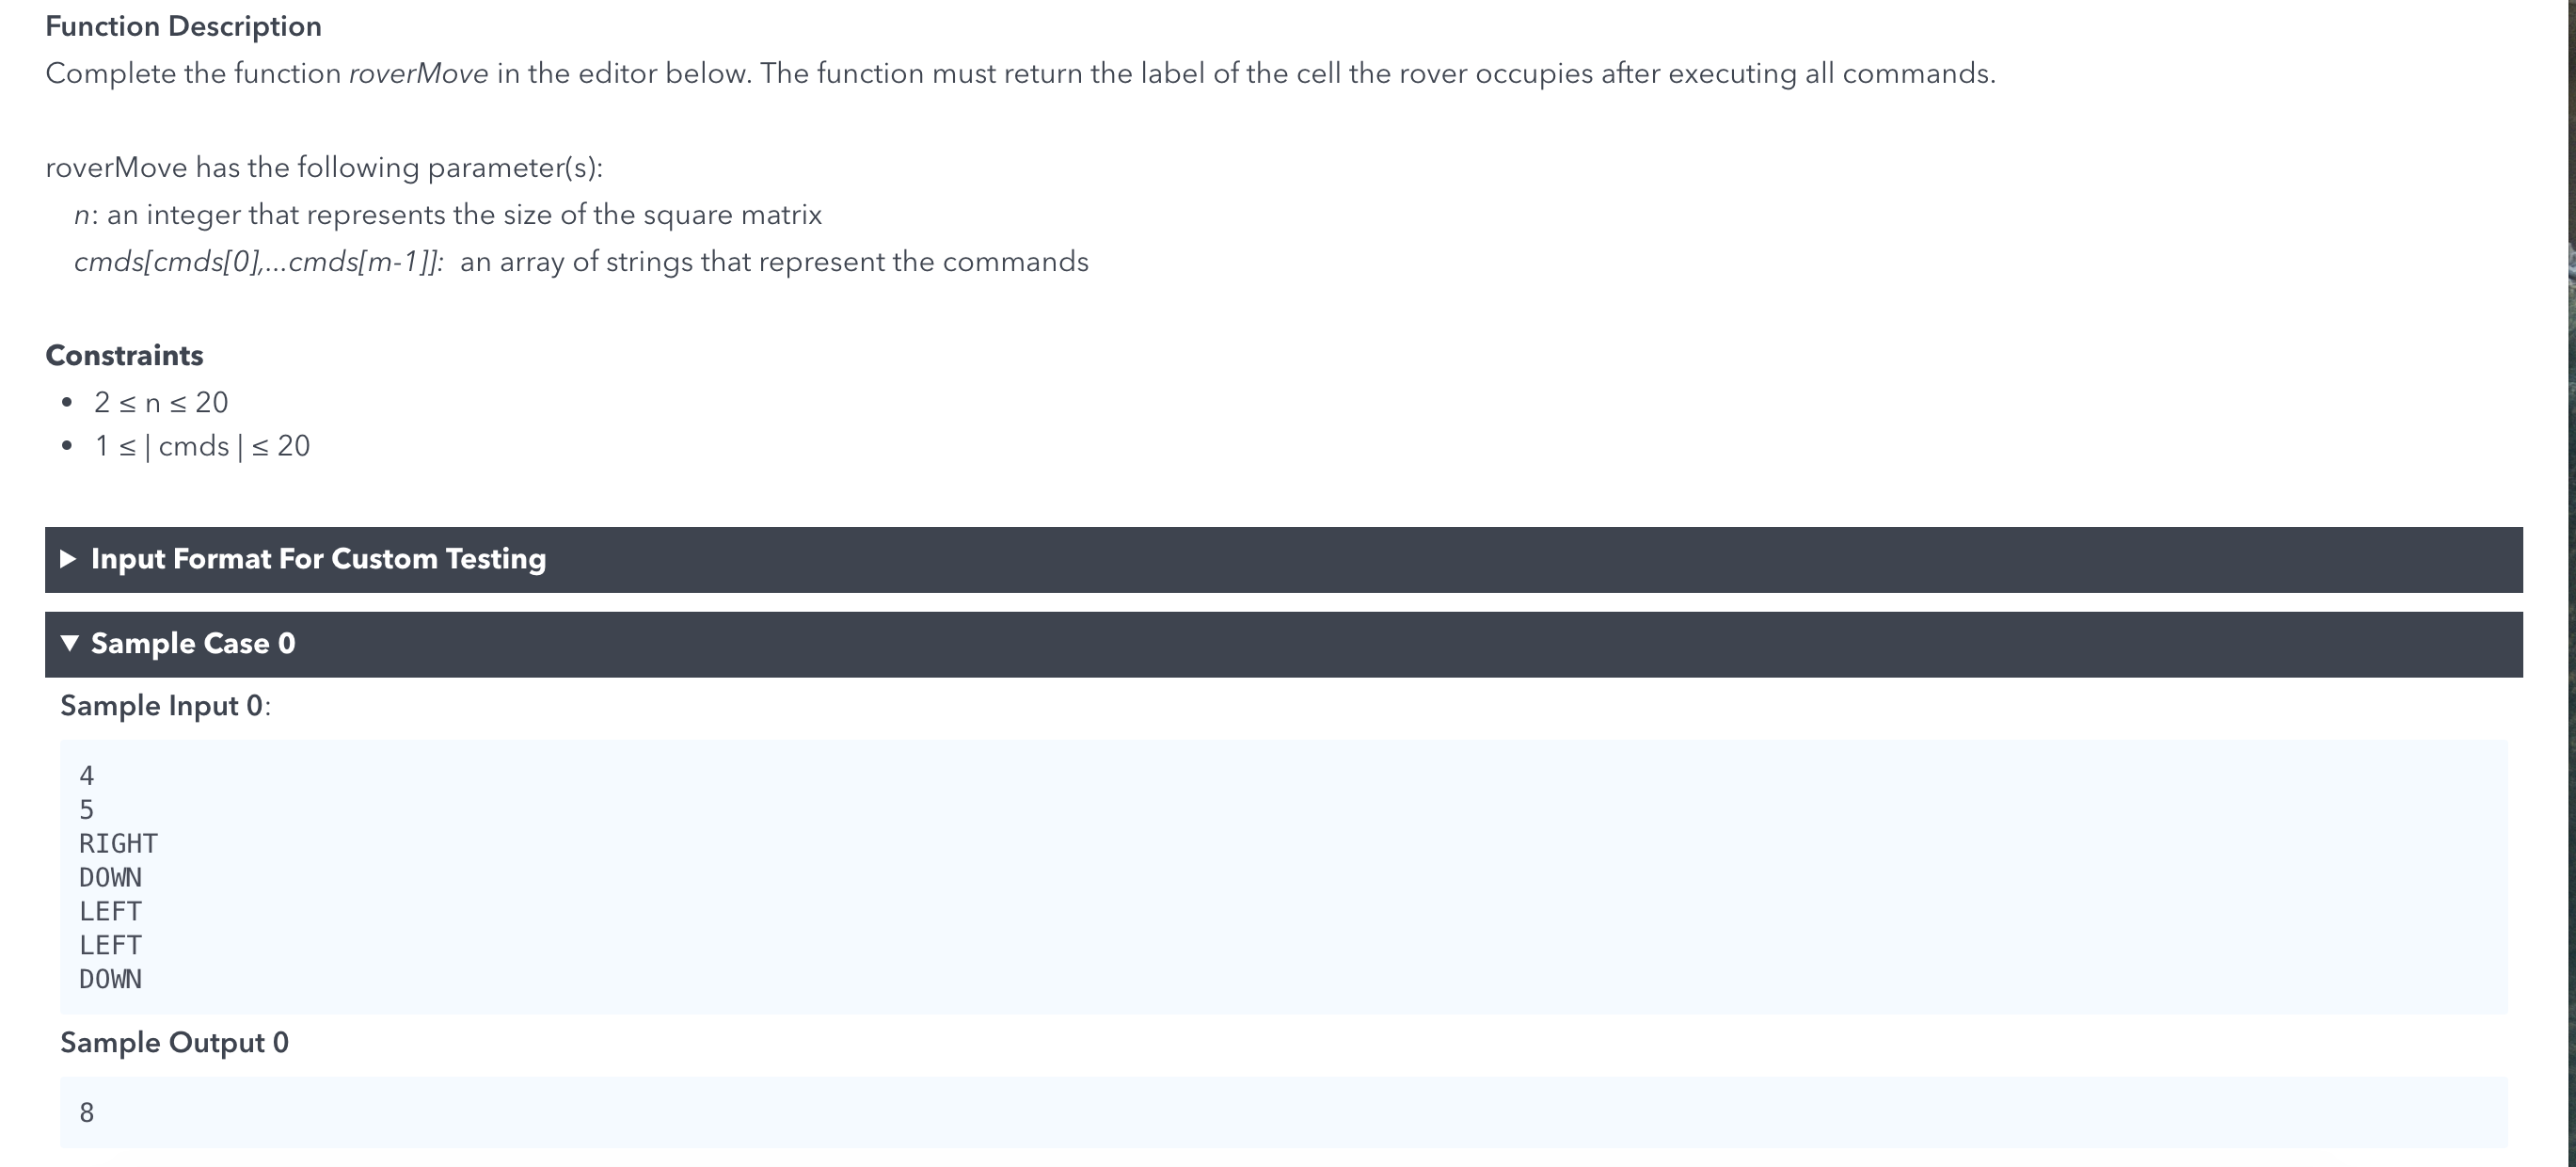 Function Description
Complete the function roverMove in the editor below. The function must return the label of the cell the rover occupies after executing all commands.
roverMove has the following parameter(s):
n: an integer that represents the size of the square matrix
cmds[cmds[0],...cmds[m-1]]: an array of strings that represent the commands
Constraints
• 2 ≤ n ≤ 20
• 1 ≤ | cmds | ≤ 20
▶ Input Format For Custom Testing
▼ Sample Case 0
Sample Input 0:
4
5
RIGHT
DOWN
LEFT
LEFT
DOWN
Sample Output 0
8